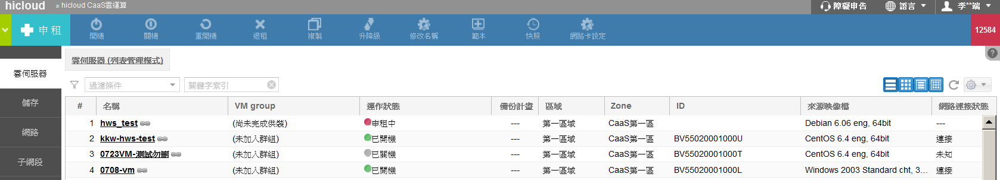 hicloud » hicloud CaaS雲運算 障礙申告 語言 李**端
申租 開機 關機 重開機 退租 複製 升降級 修改名稱 範本 快照 網路卡設定 12584
雲伺服器 (列表管理模式) ?
雲伺服器
過濾條件 關鍵字索引
儲存
網路
子網段
# 名稱 VM group 運作狀態 備份計畫 區域 Zone ID 來源映像檔 網路連接狀態
1 hws_test (尚未完成供裝) 申租中 --- 第一區域 CaaS第一區 Debian 6.06 eng, 64bit ---
2 kkw-hws-test (未加入群組) 已開機 --- 第一區域 CaaS第一區 BV55020001000U CentOS 6.4 eng, 64bit 連接
3 0723VM-測試勿刪 (未加入群組) 已關機 --- 第一區域 CaaS第一區 BV55020001000T CentOS 6.4 eng, 64bit 未知
4 0708-vm (未加入群組) 已開機 --- 第一區域 CaaS第一區 BV55020001000L Windows 2003 Standard cht, 3... 連接